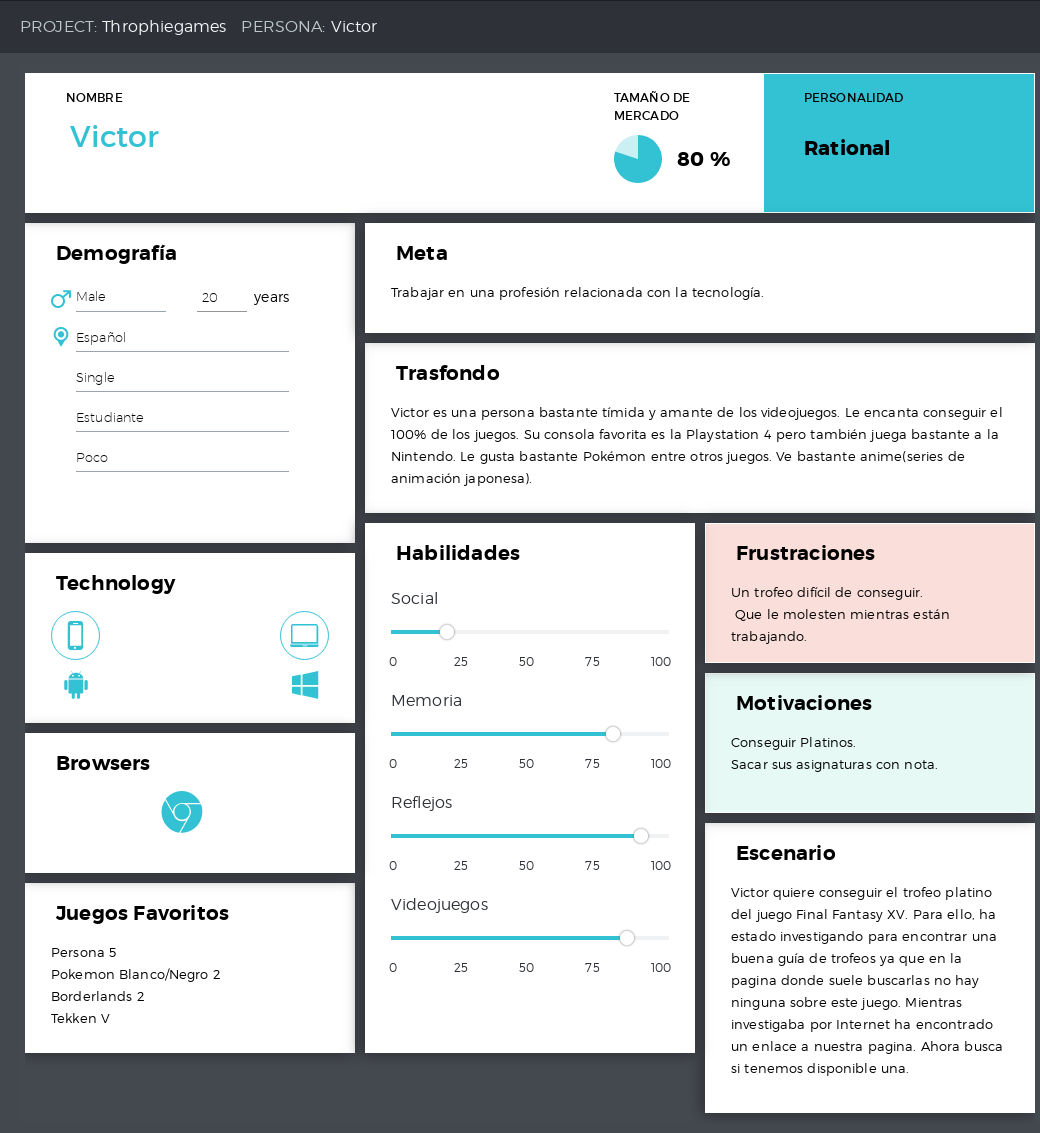 PROJECT: Throphiegames PERSONA: Victor
NOMBRE
Victor
TAMAÑO DE
MERCADO
80 %
PERSONALIDAD
Rational
Demografía
Male 20 years
Español
Single
Estudiante
Poco
Meta
Trabajar en una profesión relacionada con la tecnología.
Trasfondo
Victor es una persona bastante tímida y amante de los videojuegos. Le encanta conseguir el
100% de los juegos. Su consola favorita es la Playstation 4 pero también juega bastante a la
Nintendo. Le gusta bastante Pokémon entre otros juegos. Ve bastante anime(series de
animación japonesa).
Technology
Browsers
Juegos Favoritos
Persona 5
Pokemon Blanco/Negro 2
Borderlands 2
Tekken V
Habilidades
Social
0 25 50 75 100
Memoria
0 25 50 75 100
Reflejos
0 25 50 75 100
Videojuegos
0 25 50 75 100
Frustraciones
Un trofeo difícil de conseguir.
Que le molesten mientras están
trabajando.
Motivaciones
Conseguir Platinos.
Sacar sus asignaturas con nota.
Escenario
Victor quiere conseguir el trofeo platino
del juego Final Fantasy XV. Para ello, ha
estado investigando para encontrar una
buena guía de trofeos ya que en la
pagina donde suele buscarlas no hay
ninguna sobre este juego. Mientras
investigaba por Internet ha encontrado
un enlace a nuestra pagina. Ahora busca
si tenemos disponible una.